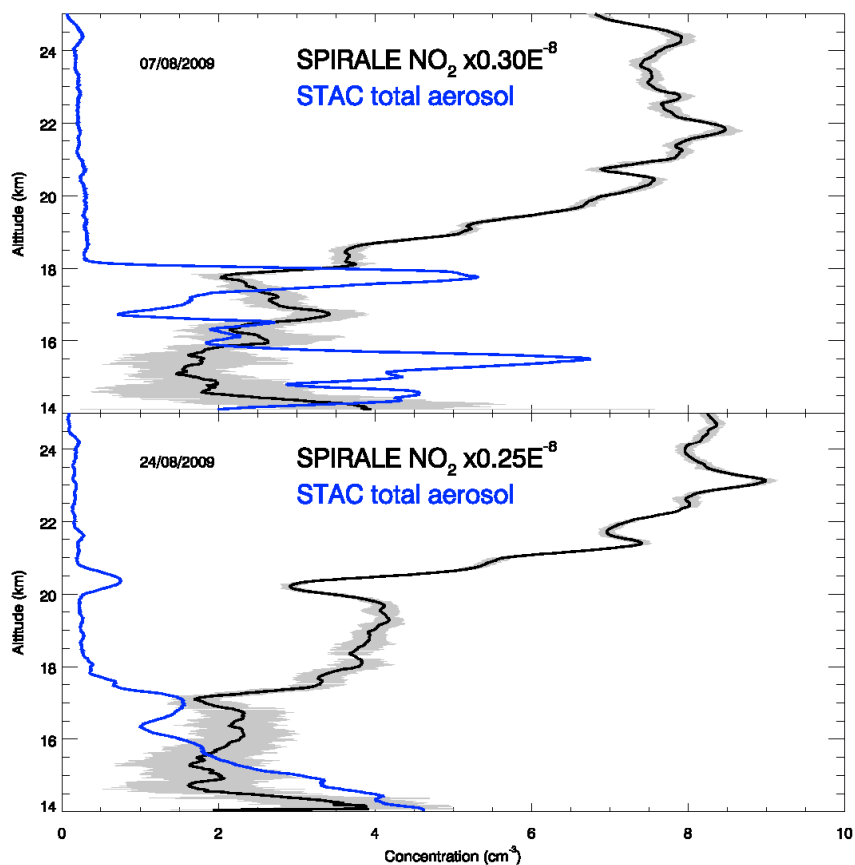 24
07/08/2009
SPIRALE NO₂ x0.30E⁻⁸
STAC total aerosol
22
Altitude (km)
20
18
16
14
24
24/08/2009
SPIRALE NO₂ x0.25E⁻⁸
STAC total aerosol
22
Altitude (km)
20
18
16
14
0 2 4 6 8 10
Concentration (cm⁻³)